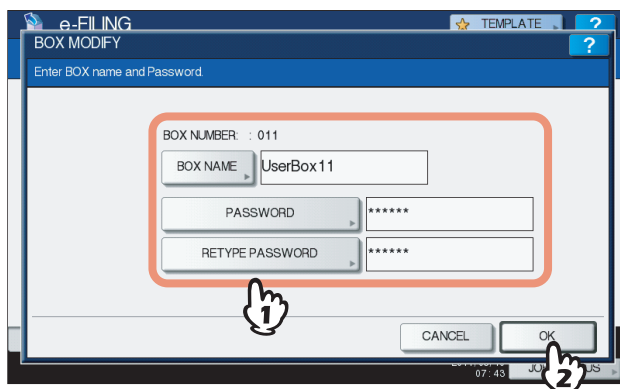 e-FILING
TEMPLATE
?
BOX MODIFY
?
Enter BOX name and Password.
BOX NUMBER: : 011
BOX NAME UserBox11
PASSWORD ******
RETYPE PASSWORD ******
1
CANCEL
OK
2
07:43